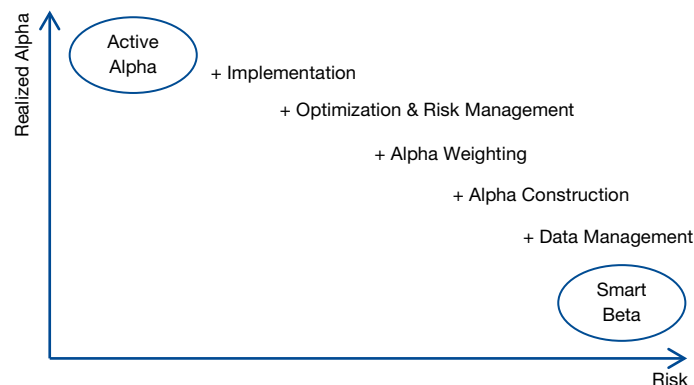 Realized Alpha
Active
Alpha
+ Implementation
+ Optimization & Risk Management
+ Alpha Weighting
+ Alpha Construction
+ Data Management
Smart
Beta
Risk